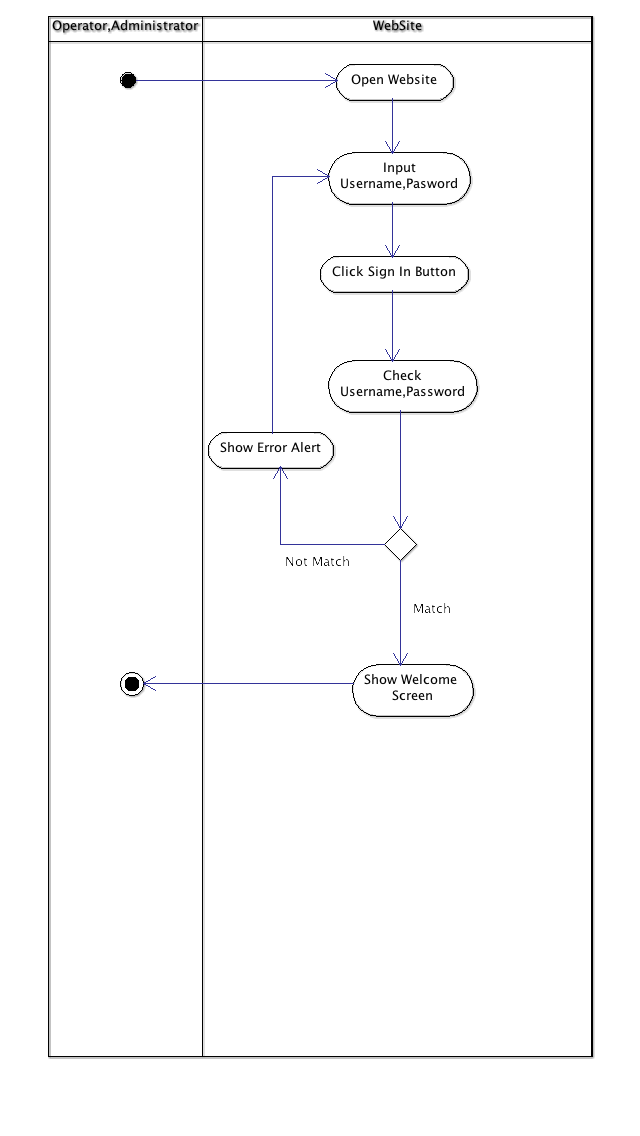 Operator,Administrator
WebSite
Open Website
Input
Username,Pasword
Click Sign In Button
Check
Username,Password
Show Error Alert
Not Match
Match
Show Welcome
Screen